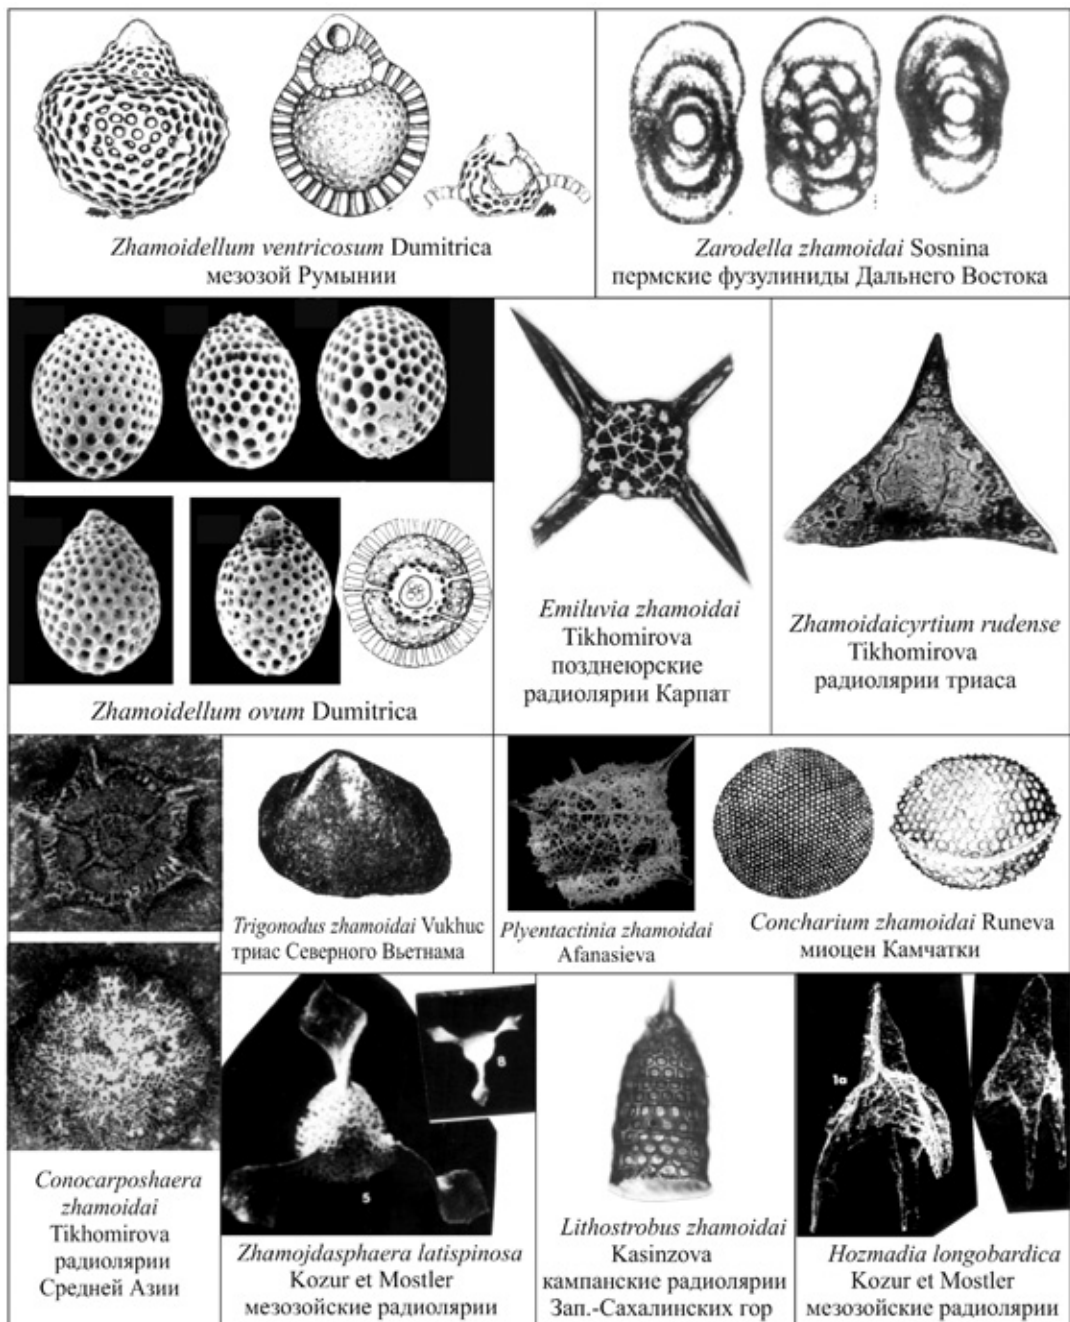 Zhamoidellum ventricosum Dumitrica
мезозой Румынии
Zarodella zhamoidai Sosnina
пермские фузулиниды Дальнего Востока
Zhamoidellum ovum Dumitrica
Emiluvia zhamoidai
Tikhomirova
позднеюрские
радиолярии Карпат
Zhamoidaicyrtium rudense
Tikhomirova
радиолярии триаса
Conocarposhaera
zhamoidai
Tikhomirova
радиолярии
Средней Азии
Trigonodus zhamoidai Vukhuc
триас Северного Вьетнама
Plyentactinia zhamoidai
Afanasieva
Concharium zhamoidai Runeva
миоцен Камчатки
5
8
Zhamojdasphaera latispinosa
Kozur et Mostler
мезозойские радиолярии
Lithostrobus zhamoidai
Kasinzova
кампанские радиолярии
Зап.-Сахалинских гор
1a
Hozmadia longobardica
Kozur et Mostler
мезозойские радиолярии